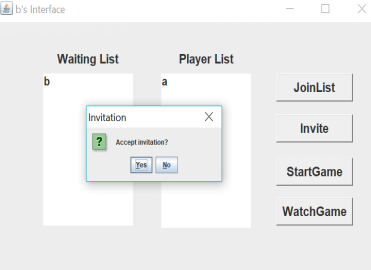 b's Interface
Waiting List
Player List
b
a
JoinList
Invitation
?
Accept invitation?
Yes
No
Invite
StartGame
WatchGame